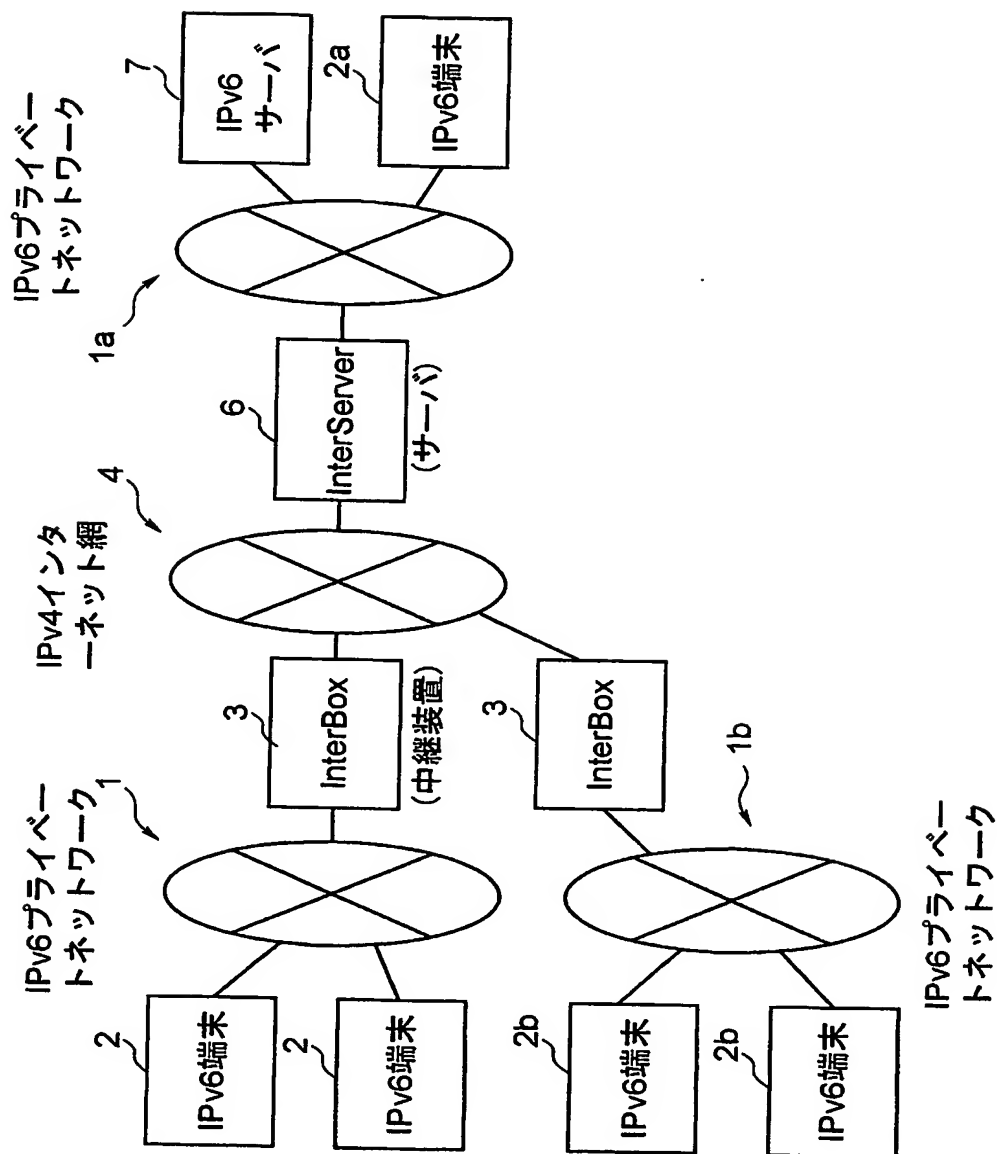 IPv6プライベー
トネットワーク
1
2
IPv6端末
2
IPv6端末
3
InterBox
(中継装置)
IPv4インタ
ーネット網
4
6
InterServer
(サーバ)
IPv6プライベー
トネットワーク
1a
7
IPv6
サーバ
2a
IPv6端末
3
InterBox
1b
IPv6プライベー
トネットワーク
2b
IPv6端末
2b
IPv6端末